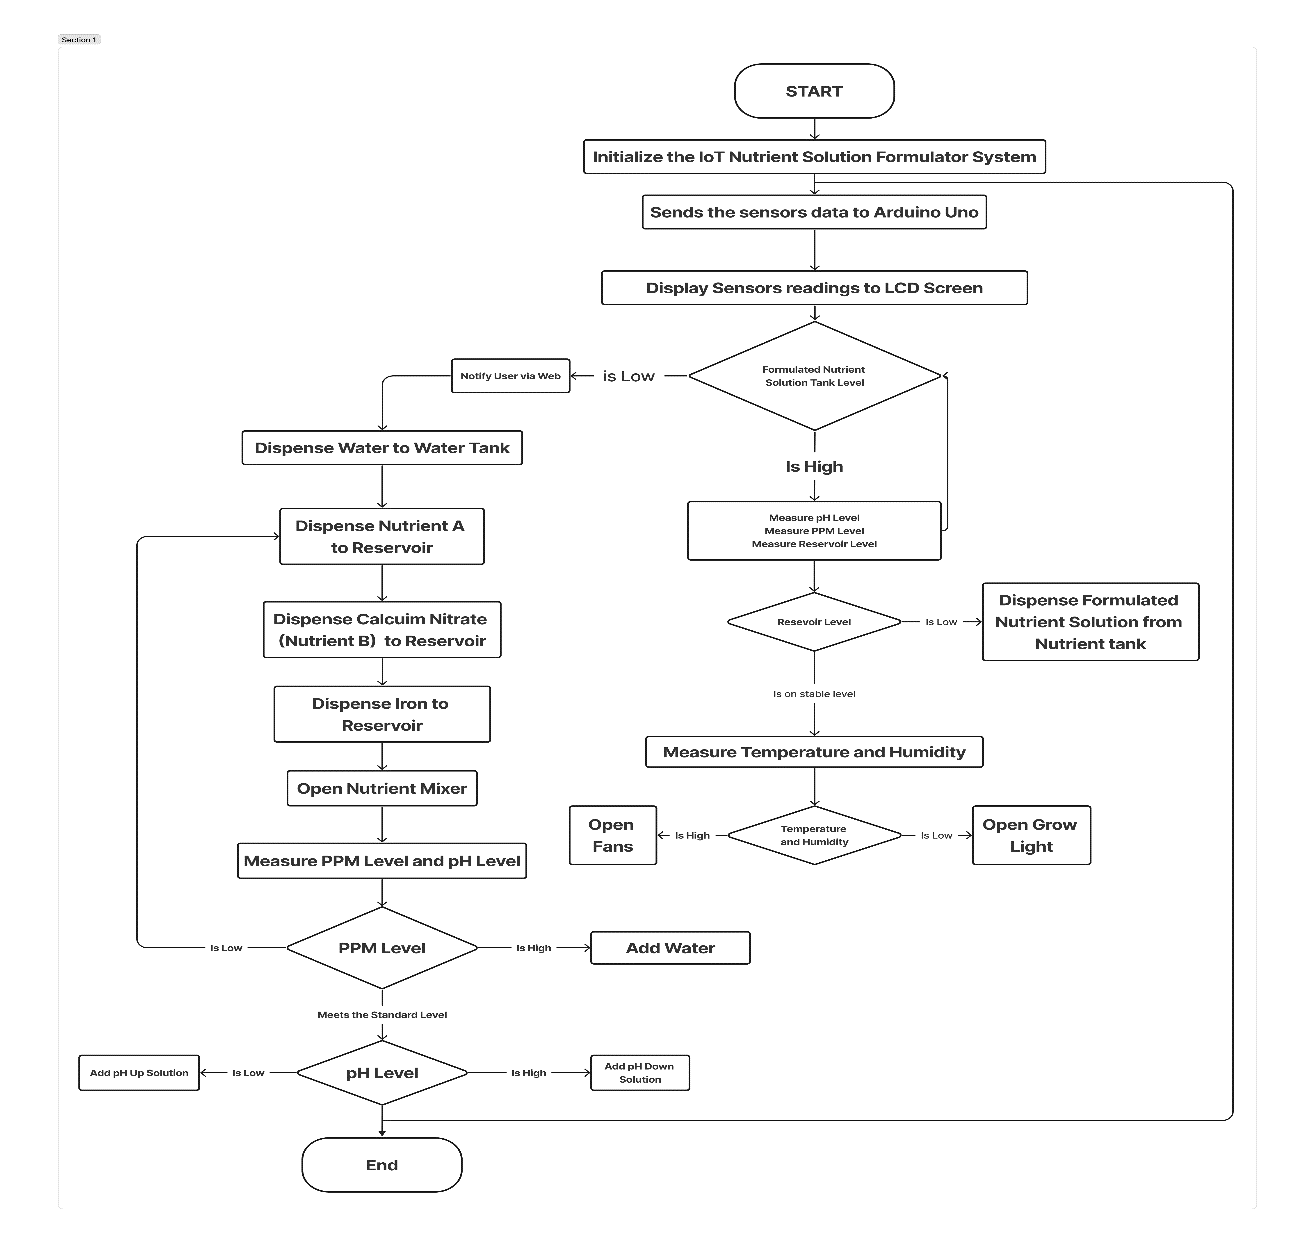 Section 1
START
Initialize the IoT Nutrient Solution Formulator System
Sends the sensors data to Arduino Uno
Display Sensors readings to LCD Screen
Formulated Nutrient
Solution Tank Level
is Low
Notify User via Web
Is High
Dispense Water to Water Tank
Dispense Nutrient A
to Reservoir
Dispense Calcuim Nitrate
(Nutrient B) to Reservoir
Dispense Iron to
Reservoir
Open Nutrient Mixer
Measure PPM Level and pH Level
PPM Level
Is Low
Is High
Add Water
Meets the Standard Level
pH Level
Is Low
Add pH Up Solution
Is High
Add pH Down
Solution
End
Measure pH Level
Measure PPM Level
Measure Reservoir Level
Resevoir Level
Is Low
Dispense Formulated
Nutrient Solution from
Nutrient tank
Is on stable level
Measure Temperature and Humidity
Temperature
and Humidity
Is High
Open
Fans
Is Low
Open Grow
Light